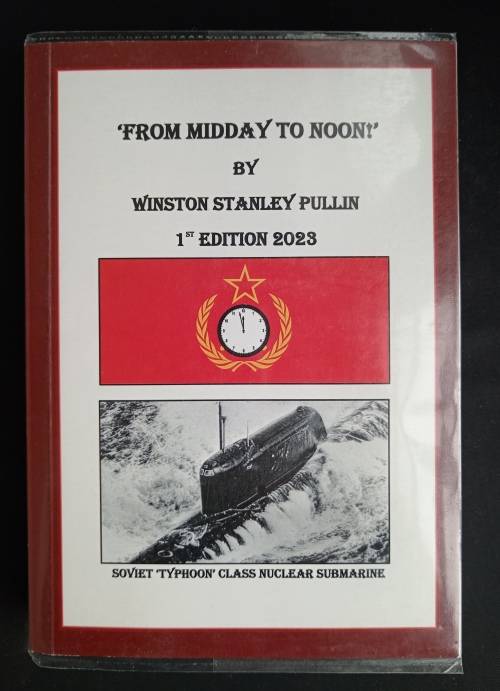 ‘FROM MIDDAY TO NOON!’
BY
WINSTON STANLEY PULLIN
1ST EDITION 2023
SOVIET ‘TYPHOON’ CLASS NUCLEAR SUBMARINE